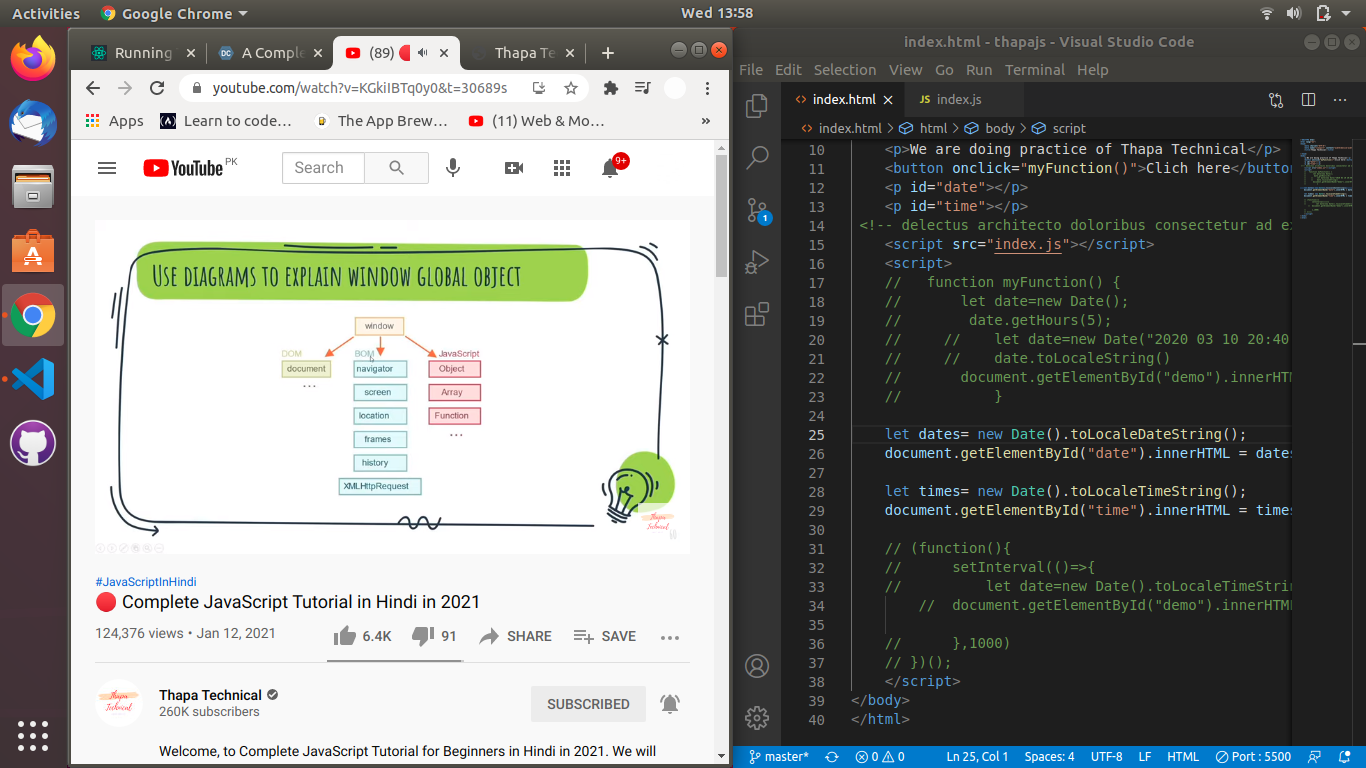 Activities
Google Chrome
Wed 13:58
Running
A Comple
(89)
Thapa Te
youtube.com/watch?v=KGkiIBTq0y0&t=30689s
Apps
Learn to code…
The App Brew…
(11) Web & Mo…
»
YouTube PK
Search
9+
USE DIAGRAMS TO EXPLAIN WINDOW GLOBAL OBJECT
window
DOM
BOM
JavaScript
document
navigator
Object
...
screen
Array
location
Function
frames
...
history
XMLHttpRequest
Thapa
Technical
#JavaScriptInHindi
Complete JavaScript Tutorial in Hindi in 2021
124,376 views • Jan 12, 2021
6.4K
91
SHARE
SAVE
Thapa
Technical
Thapa Technical
260K subscribers
SUBSCRIBED
Welcome, to Complete JavaScript Tutorial for Beginners in Hindi in 2021. We will
index.html - thapajs - Visual Studio Code
File Edit Selection View Go Run Terminal Help
index.html
JS index.js
index.html > html > body > script
1
10 <p>We are doing practice of Thapa Technical</p>
11 <button onclick="myFunction()">Clich here</button
12 <p id="date"></p>
13 <p id="time"></p>
14 <!-- delectus architecto doloribus consectetur ad ex
15 <script src="index.js"></script>
16 <script>
17 // function myFunction() {
18 // let date=new Date();
19 // date.getHours(5);
20 // // let date=new Date("2020 03 10 20:40
21 // // date.toLocaleString()
22 // document.getElementById("demo").innerHTM
23 // }
24
25 let dates= new Date().toLocaleDateString();
26 document.getElementById("date").innerHTML = dates
27
28 let times= new Date().toLocaleTimeString();
29 document.getElementById("time").innerHTML = times
30
31 // (function(){
32 // setInterval(()=>{
33 // let date=new Date().toLocaleTimeStrin
34 // document.getElementById("demo").innerHTML
35
36 // },1000)
37 // })();
38 </script>
39 </body>
40 </html>
master*
0 0
Ln 25, Col 1
Spaces: 4
UTF-8
LF
HTML
Port : 5500